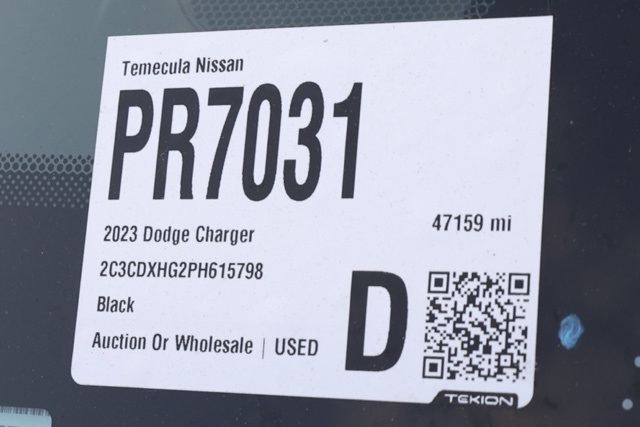 Temecula Nissan
PR7031
2023 Dodge Charger
47159 mi
2C3CDXHG2PH615798
Black
Auction Or Wholesale | USED
D
TEKION